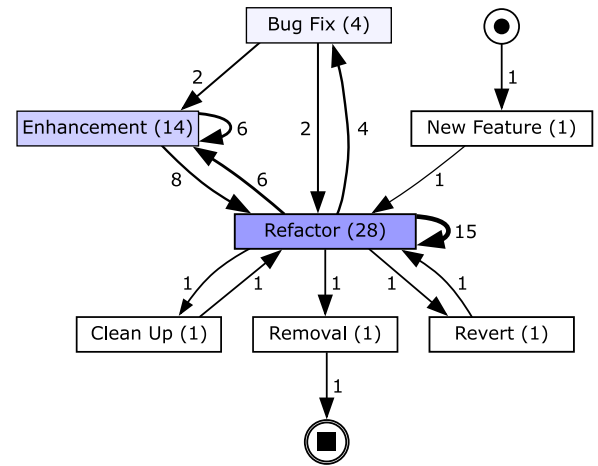 Bug Fix (4)
2
1
Enhancement (14)
6
2
4
New Feature (1)
8
6
1
Refactor (28)
15
1
1
1
1
1
Clean Up (1)
Removal (1)
Revert (1)
1